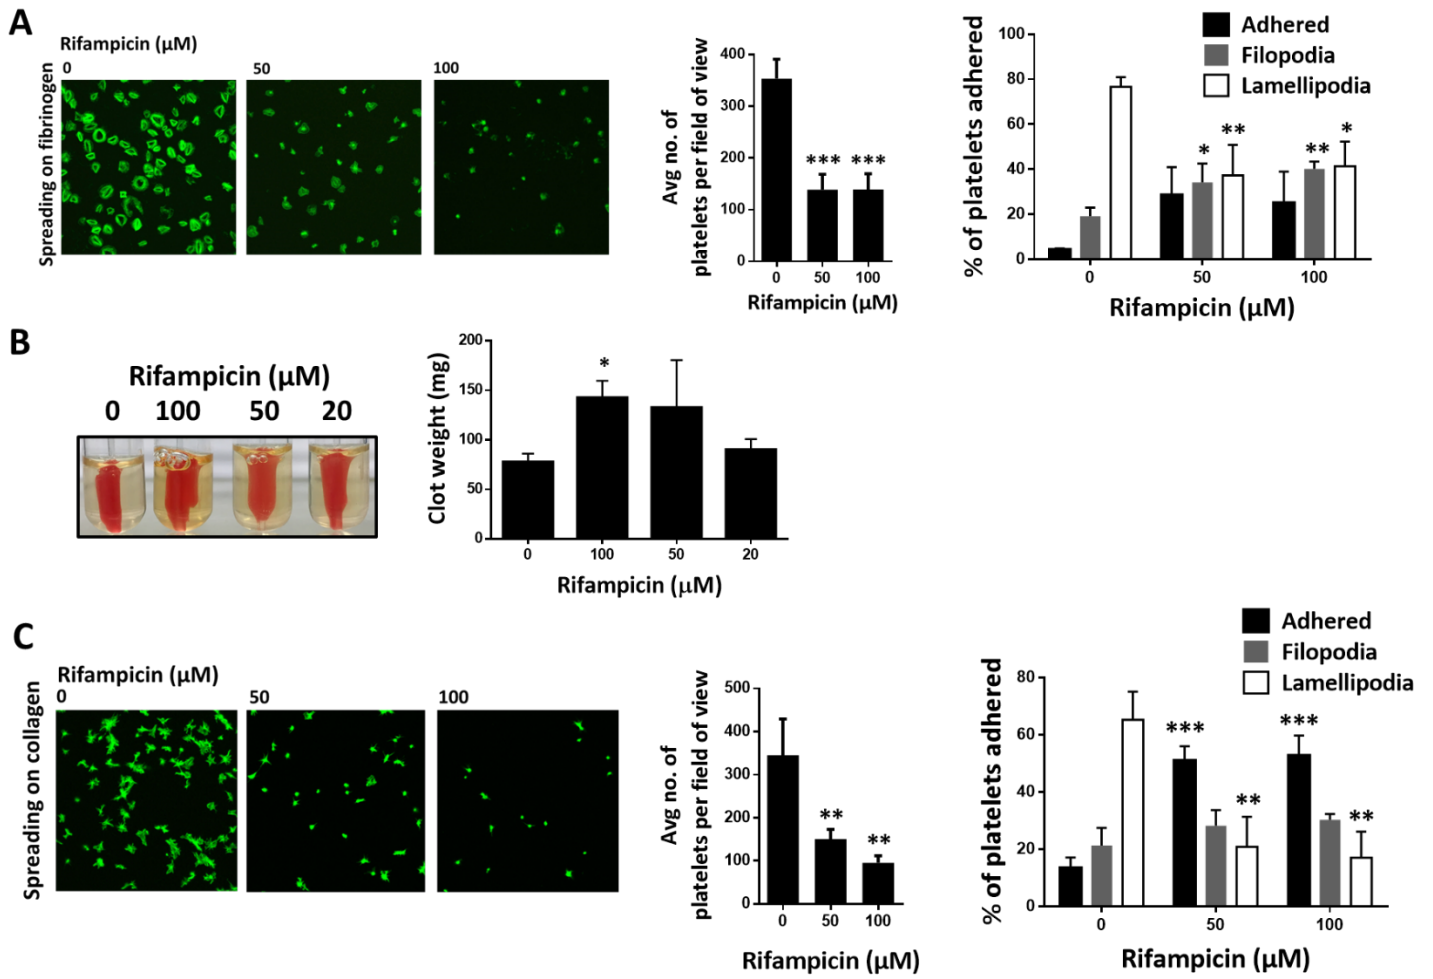 A
Rifampicin (µM)
0 50 100
Spreading on fibrinogen
Avg no. of
platelets per field of view
400
300
200
100
0
*** ***
0 50 100
Rifampicin (µM)
Adhered
Filopodia
Lamellipodia
% of platelets adhered
100
80
60
40
20
0
* ** ** *
0 50 100
Rifampicin (µM)
B
Rifampicin (µM)
0 100 50 20
Clot weight (mg)
200
150
100
50
0
*
0 100 50 20
Rifampicin (µM)
C
Rifampicin (µM)
0 50 100
Spreading on collagen
Avg no. of
platelets per field of view
500
400
300
200
100
0
** **
0 50 100
Rifampicin (µM)
Adhered
Filopodia
Lamellipodia
% of platelets adhered
80
60
40
20
0
*** ** *** **
0 50 100
Rifampicin (µM)